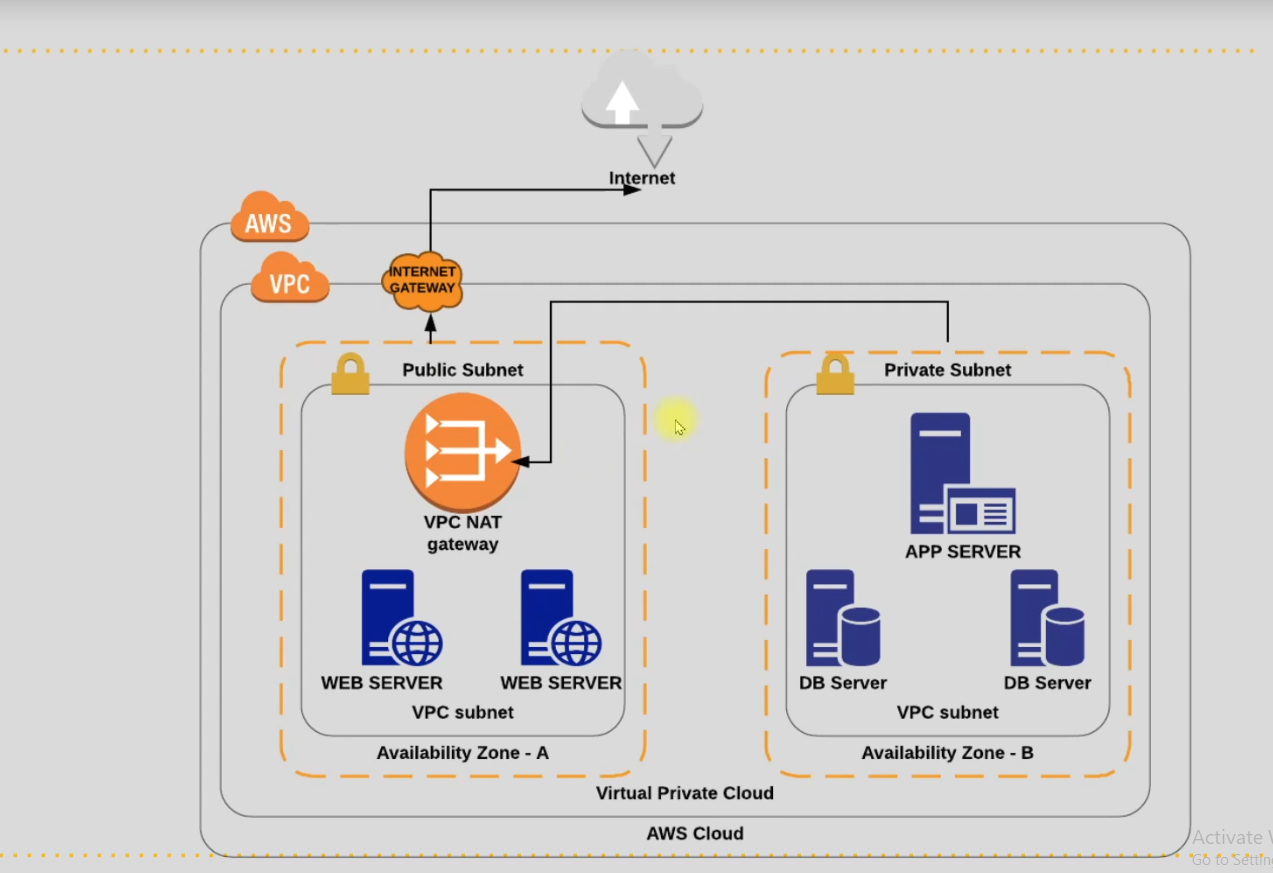 Internet
AWS
VPC
INTERNET
GATEWAY
Public Subnet
Private Subnet
VPC NAT
gateway
APP SERVER
WEB SERVER
WEB SERVER
DB Server
DB Server
VPC subnet
VPC subnet
Availability Zone - A
Availability Zone - B
Virtual Private Cloud
AWS Cloud
Activate
Go to